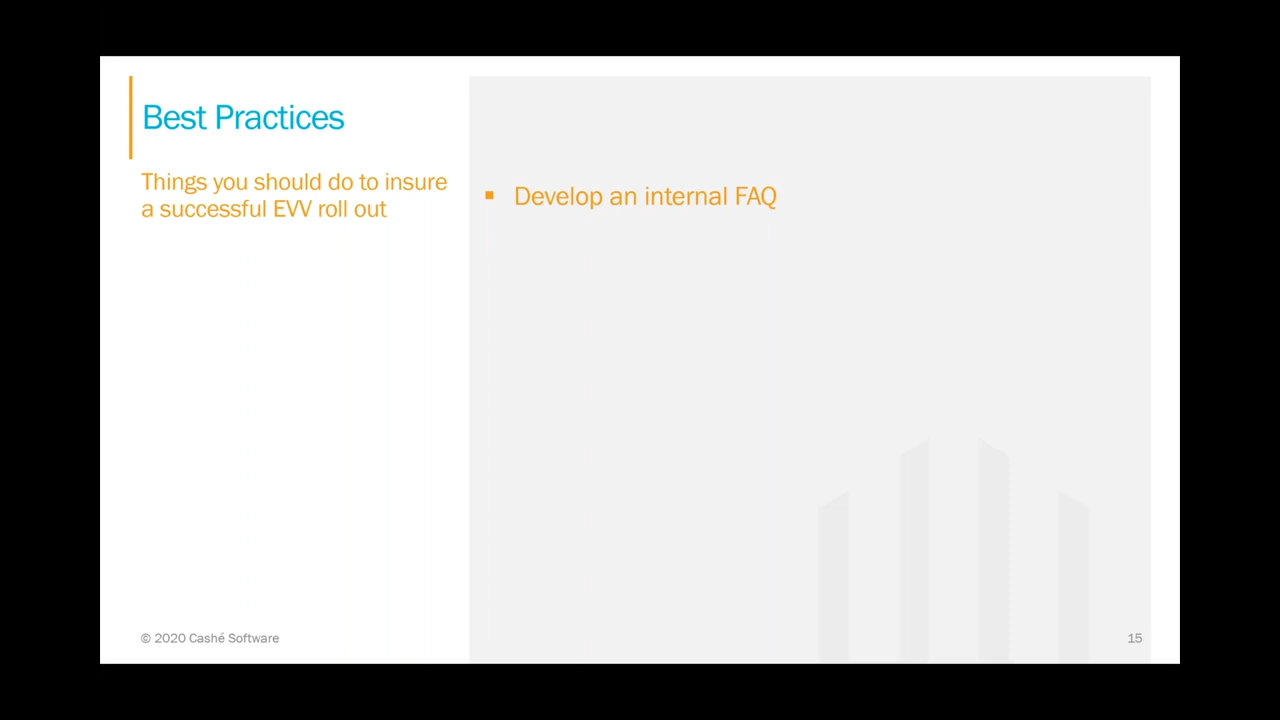 Best Practices
Things you should do to insure
a successful EVV roll out
▪ Develop an internal FAQ
© 2020 Cashé Software
15